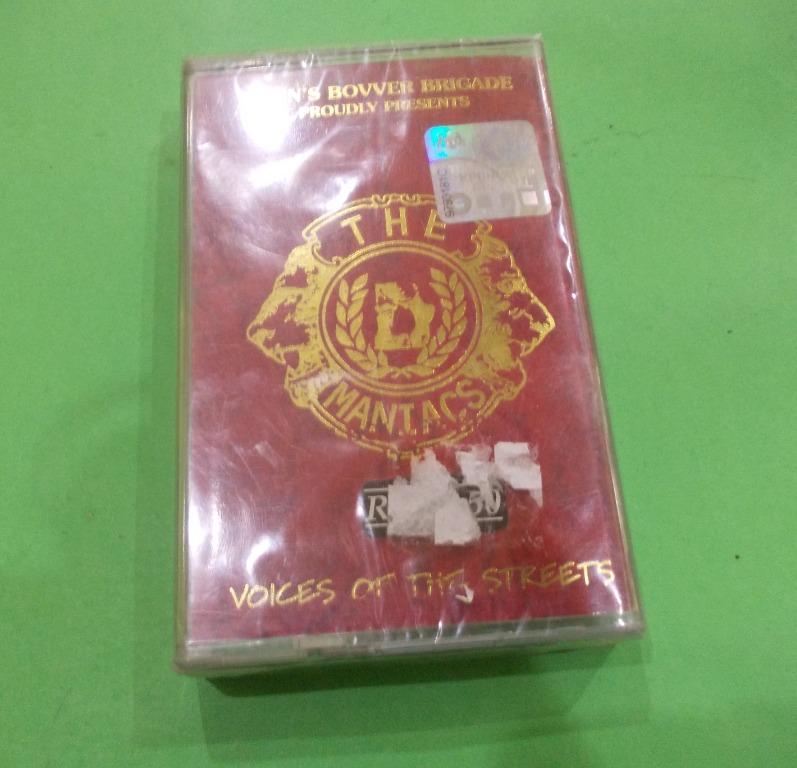 BOVVER BRIGADE
PROUDLY PRESENTS
THE
MANIACS
VOICES OF THE STREETS